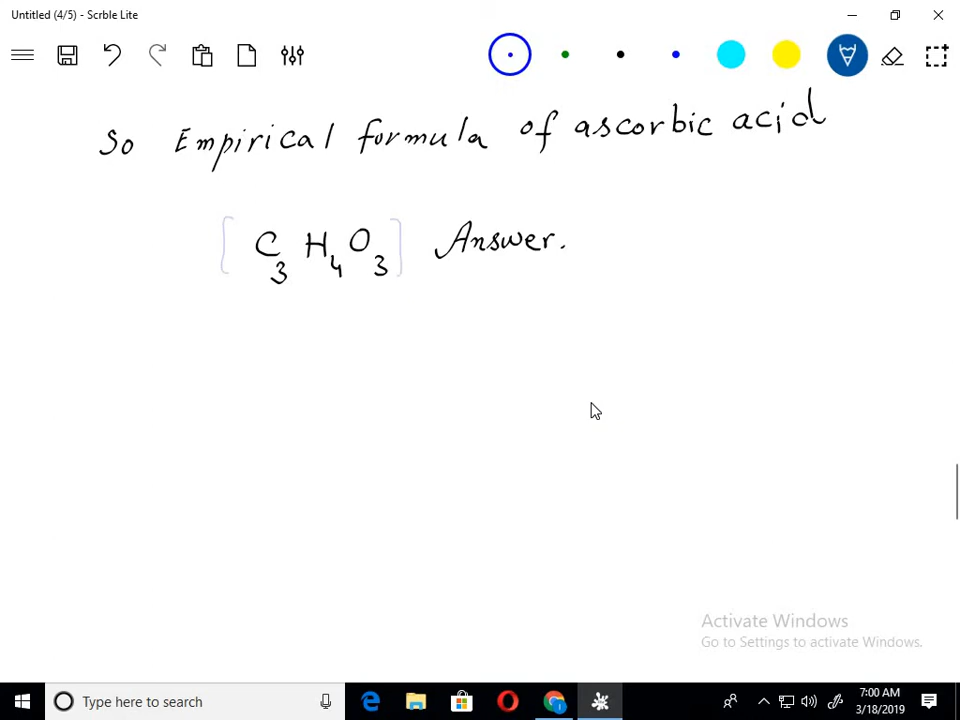 Untitled (4/5) - Scrble Lite
So Empirical formula of ascorbic acid
[C3H4O3] Answer.
Activate Windows
Go to Settings to activate Windows.
Type here to search
7:00 AM
3/18/2019